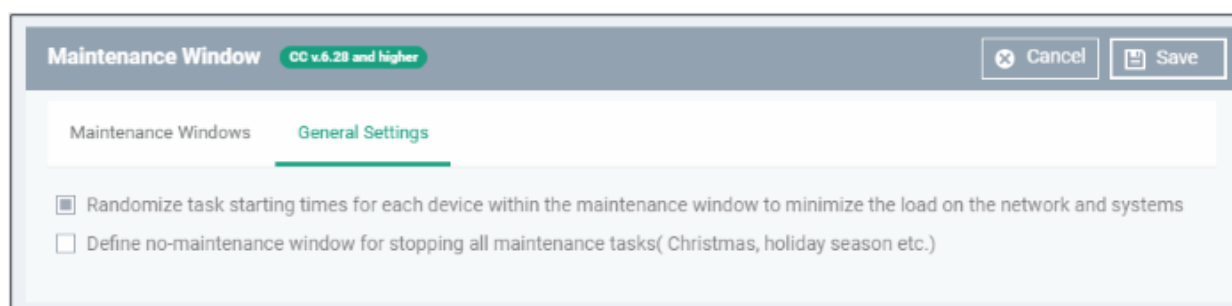 Maintenance Window CC v.6.28 and higher Cancel Save
Maintenance Windows General Settings
Randomize task starting times for each device within the maintenance window to minimize the load on the network and systems
Define no-maintenance window for stopping all maintenance tasks( Christmas, holiday season etc.)